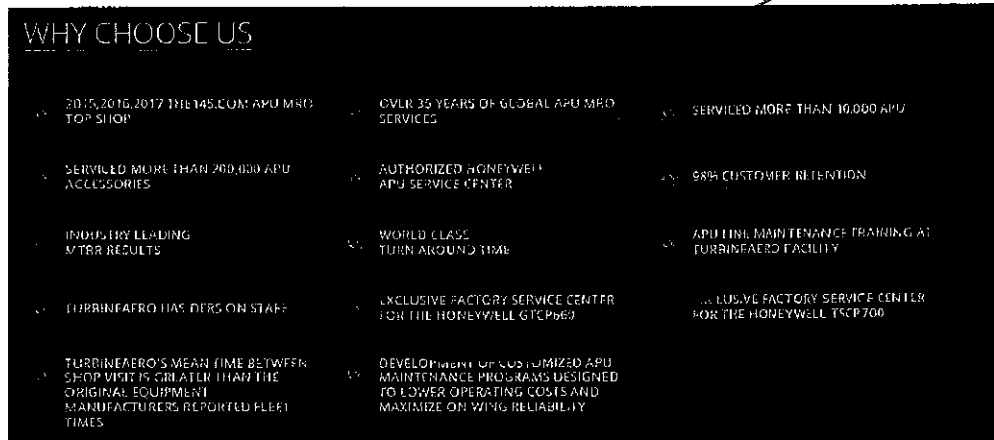 WHY CHOOSE US
2015,2016,2017 THE145.COM APU MRO
TOP SHOP
OVER 35 YEARS OF GLOBAL APU MRO
SERVICES
SERVICED MORE THAN 10,000 APU
SERVICED MORE THAN 200,000 APU
ACCESSORIES
AUTHORIZED HONEYWELL
APU SERVICE CENTER
98% CUSTOMER RETENTION
INDUSTRY LEADING
MTBR RESULTS
WORLD CLASS
TURN AROUND TIME
APU LINE MAINTENANCE TRAINING AT
TURBINEAERO FACILITY
TURBINEAERO HAS DERS ON STAFF
EXCLUSIVE FACTORY SERVICE CENTER
FOR THE HONEYWELL GTCP660
EXCLUSIVE FACTORY SERVICE CENTER
FOR THE HONEYWELL TSCP700
TURBINEAERO'S MEAN TIME BETWEEN
SHOP VISIT IS GREATER THAN THE
ORIGINAL EQUIPMENT
MANUFACTURERS REPORTED FLEET
TIMES
DEVELOPMENT OF CUSTOMIZED APU
MAINTENANCE PROGRAMS DESIGNED
TO LOWER OPERATING COSTS AND
MAXIMIZE ON WING RELIABILITY